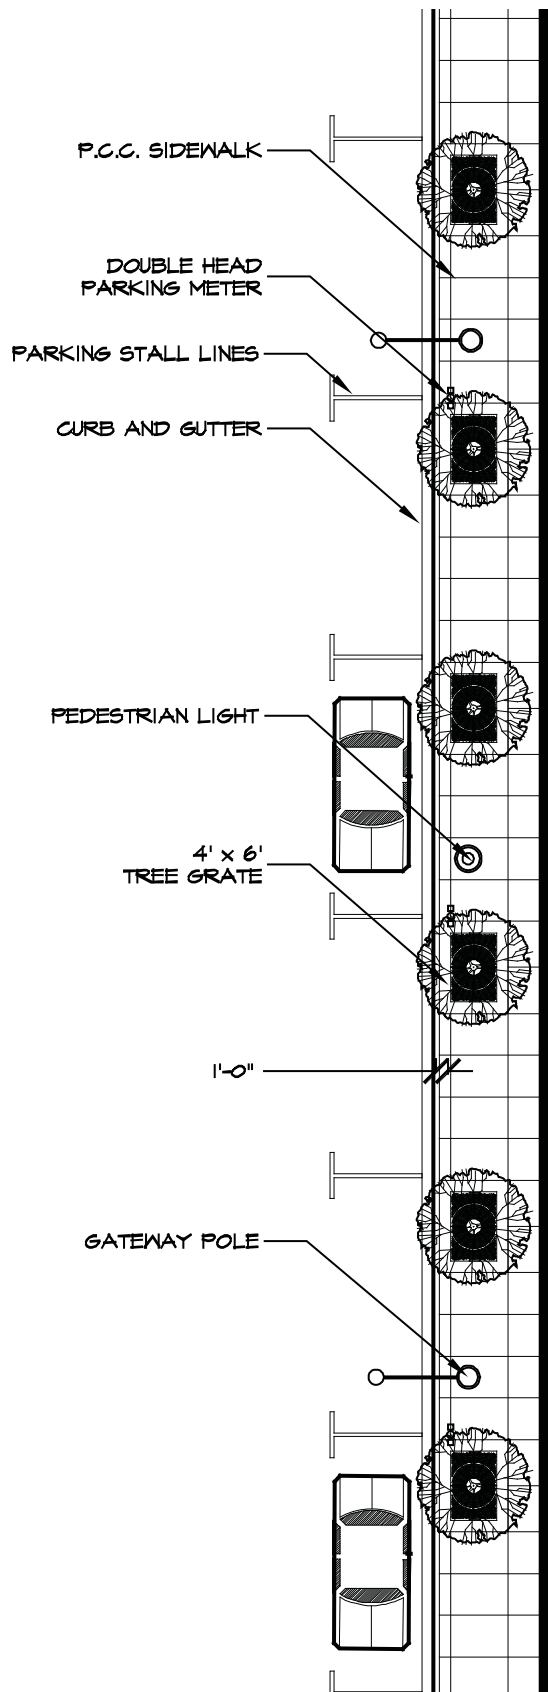 P.C.C. SIDEWALK
DOUBLE HEAD
PARKING METER
PARKING STALL LINES
CURB AND GUTTER
PEDESTRIAN LIGHT
4' x 6'
TREE GRATE
1'-0"
GATEWAY POLE